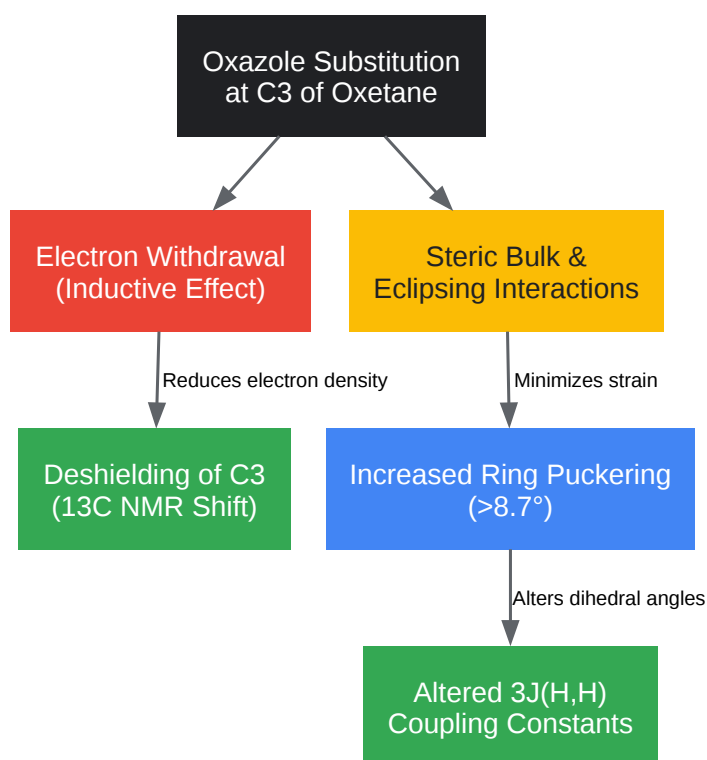 Oxazole Substitution
at C3 of Oxetane
Electron Withdrawal
(Inductive Effect)
Steric Bulk &
Eclipsing Interactions
Reduces electron density
Minimizes strain
Deshielding of C3
(13C NMR Shift)
Increased Ring Puckering
(>8.7°)
Alters dihedral angles
Altered 3J(H,H)
Coupling Constants